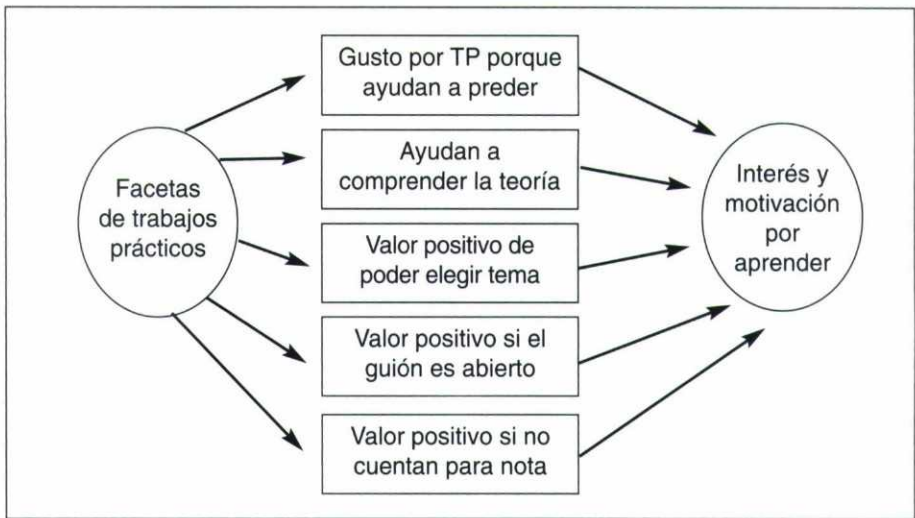 Facetas
de trabajos
prácticos
Gusto por TP porque
ayudan a preder
Ayudan a
comprender la teoría
Valor positivo de
poder elegir tema
Valor positivo si el
guión es abierto
Valor positivo si no
cuentan para nota
Interés y
motivación
por
aprender